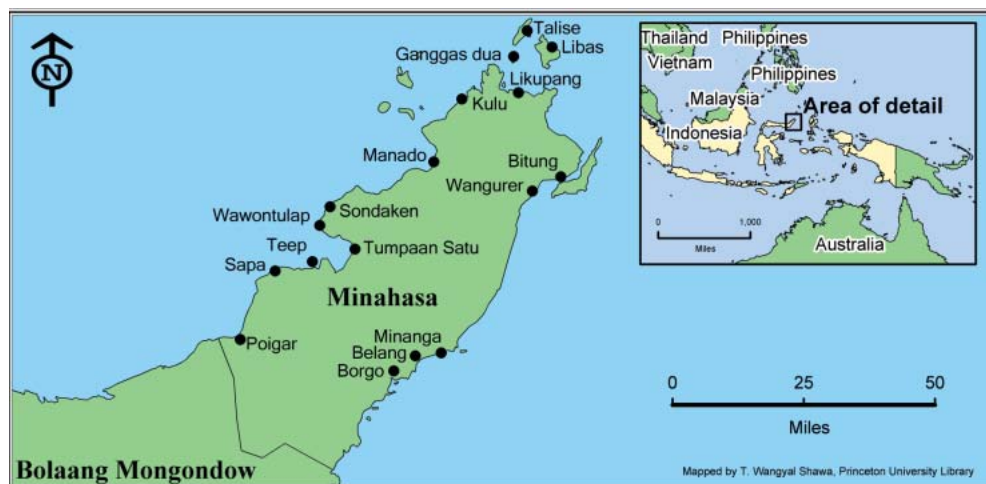 N
Talise
Ganggas dua
Libas
Likupang
Kulu
Manado
Bitung
Wangurer
Wawontulap
Sondaken
Teep
Tumpaan Satu
Sapa
Minahasa
Poigar
Minanga
Belang
Borgo
Bolaang Mongondow
Thailand
Philippines
Vietnam
Philippines
Malaysia
Area of detail
Indonesia
0 1,000
Miles
Australia
0 25 50
Miles
Mapped by T. Wangyal Shawa, Princeton University Library